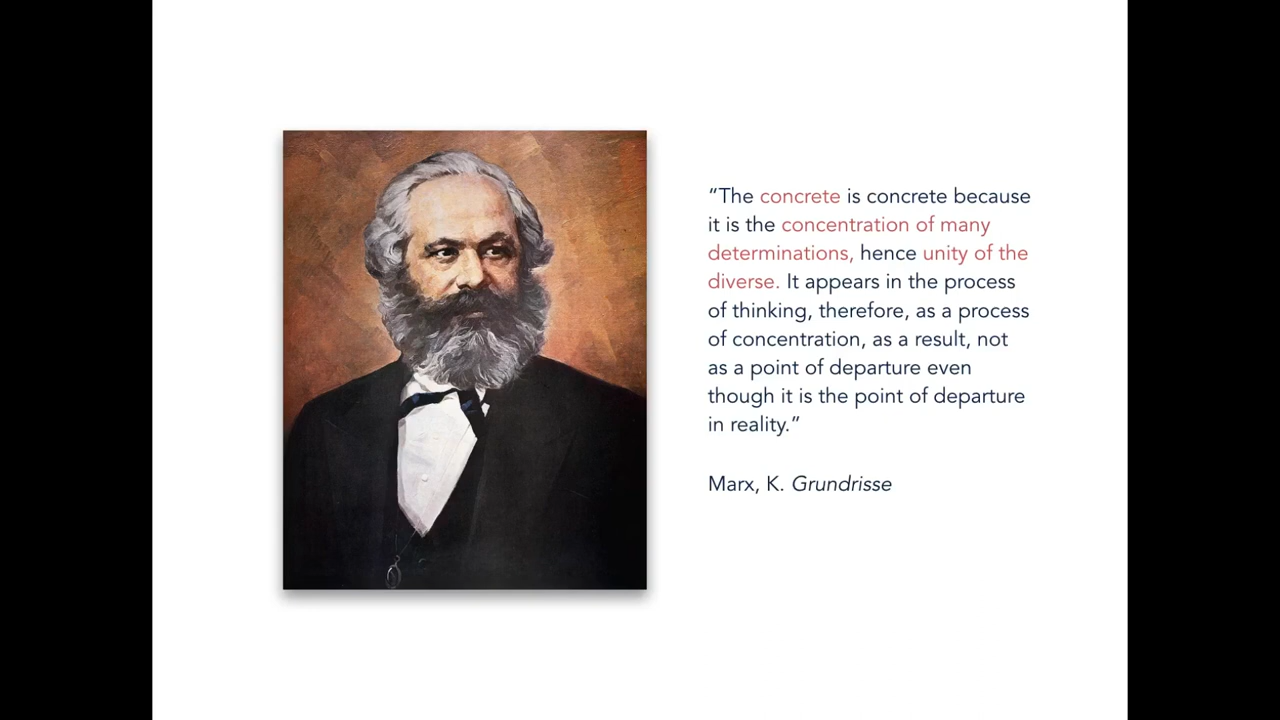 “The concrete is concrete because
it is the concentration of many
determinations, hence unity of the
diverse. It appears in the process
of thinking, therefore, as a process
of concentration, as a result, not
as a point of departure even
though it is the point of departure
in reality.”
Marx, K. Grundrisse